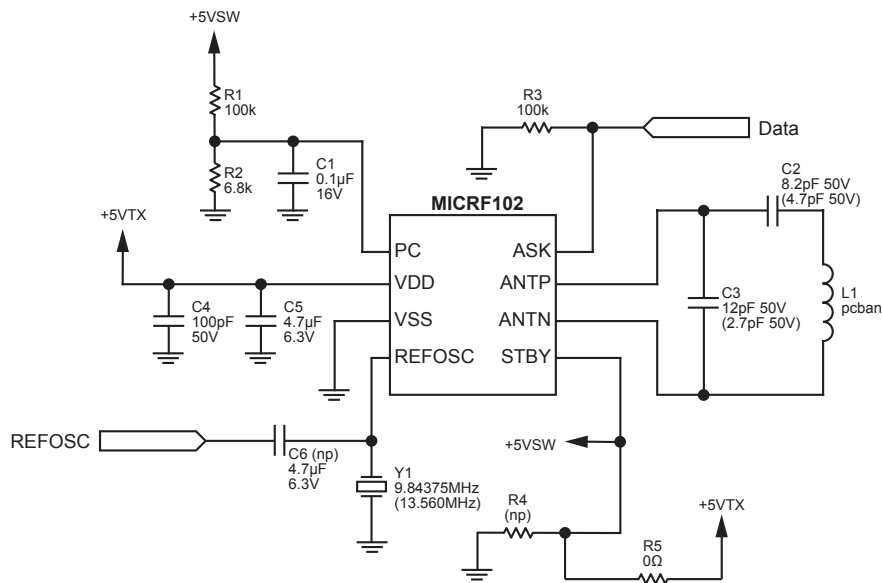 +5VSW
R1
100k
R2
6.8k
C1
0.1µF
16V
R3
100k
Data
C2
8.2pF 50V
(4.7pF 50V)
+5VTX
MICRF102
PC
VDD
VSS
REFOSC
ASK
ANTP
ANTN
STBY
C4
100pF
50V
C5
4.7µF
6.3V
C3
12pF 50V
(2.7pF 50V)
L1
pcban
REFOSC
C6 (np)
4.7µF
6.3V
Y1
9.84375MHz
(13.560MHz)
+5VSW
R4
(np)
R5
0Ω
+5VTX